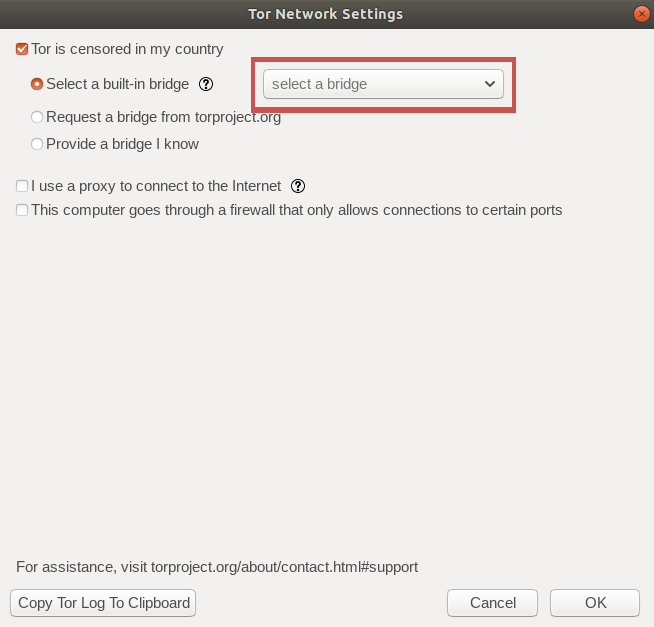 Tor Network Settings
Tor is censored in my country
Select a built-in bridge ?
select a bridge
Request a bridge from torproject.org
Provide a bridge I know
I use a proxy to connect to the Internet ?
This computer goes through a firewall that only allows connections to certain ports
For assistance, visit torproject.org/about/contact.html#support
Copy Tor Log To Clipboard
Cancel
OK